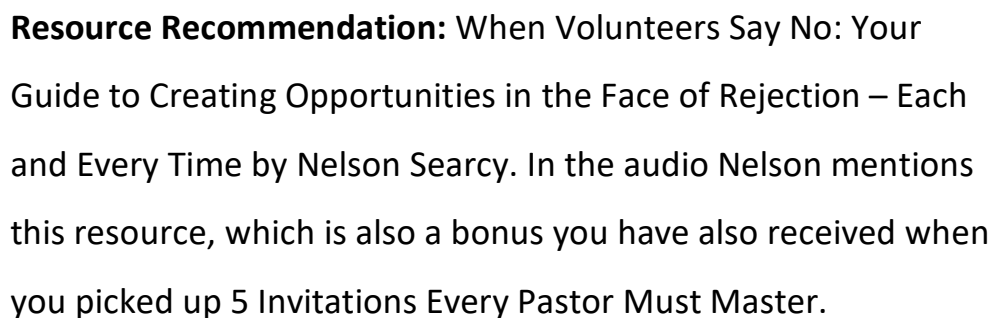 Resource Recommendation: When Volunteers Say No: Your
Guide to Creating Opportunities in the Face of Rejection – Each
and Every Time by Nelson Searcy. In the audio Nelson mentions
this resource, which is also a bonus you have also received when
you picked up 5 Invitations Every Pastor Must Master.